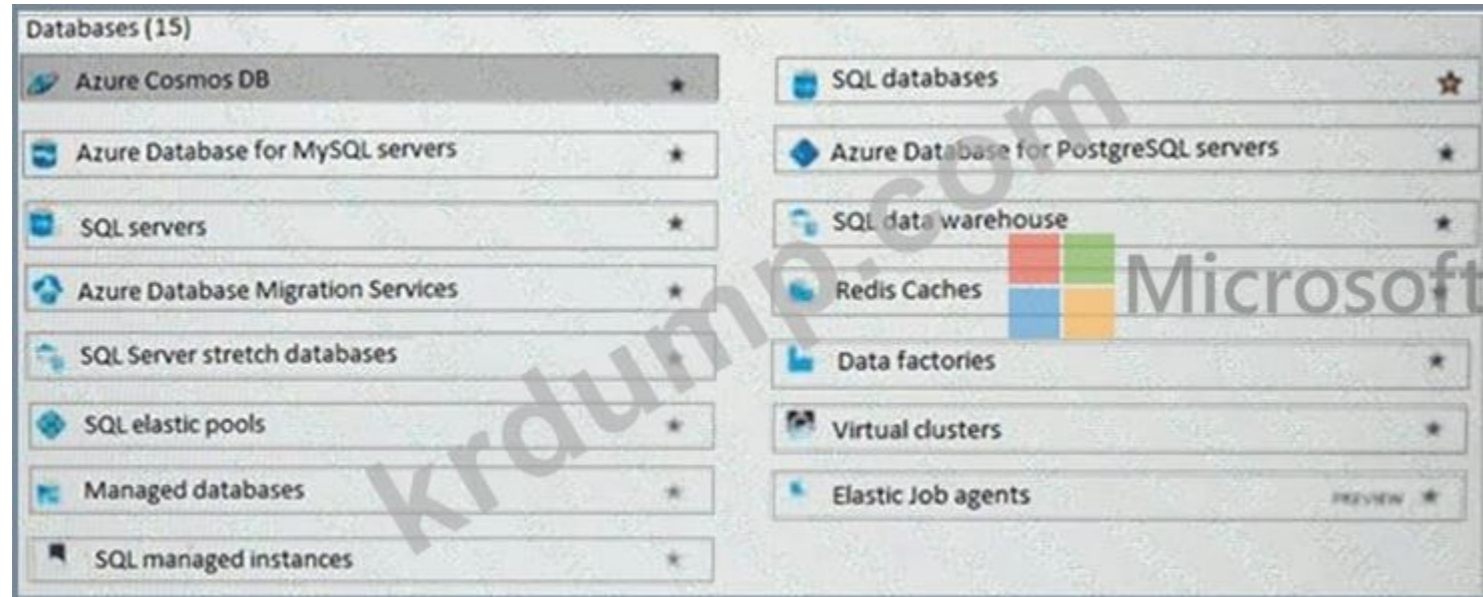 Databases (15)
Azure Cosmos DB
SQL databases
Azure Database for MySQL servers
Azure Database for PostgreSQL servers
SQL servers
SQL data warehouse
Azure Database Migration Services
Redis Caches
Microsoft
SQL Server stretch databases
Data factories
SQL elastic pools
Virtual clusters
Managed databases
Elastic Job agents
PREVIEW
SQL managed instances
krdump.com